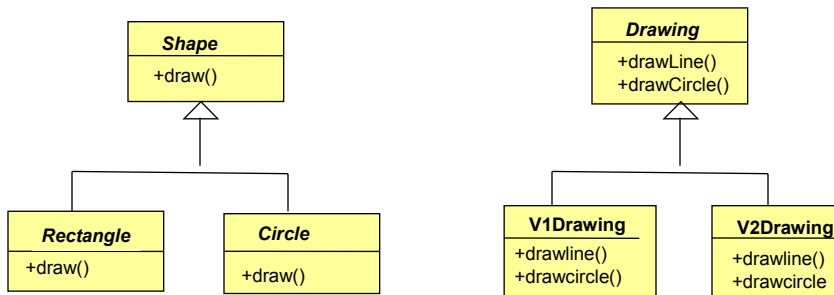 Shape
+draw()
Drawing
+drawLine()
+drawCircle()
Rectangle
+draw()
Circle
+draw()
V1Drawing
+drawline()
+drawcircle()
V2Drawing
+drawline()
+drawcircle